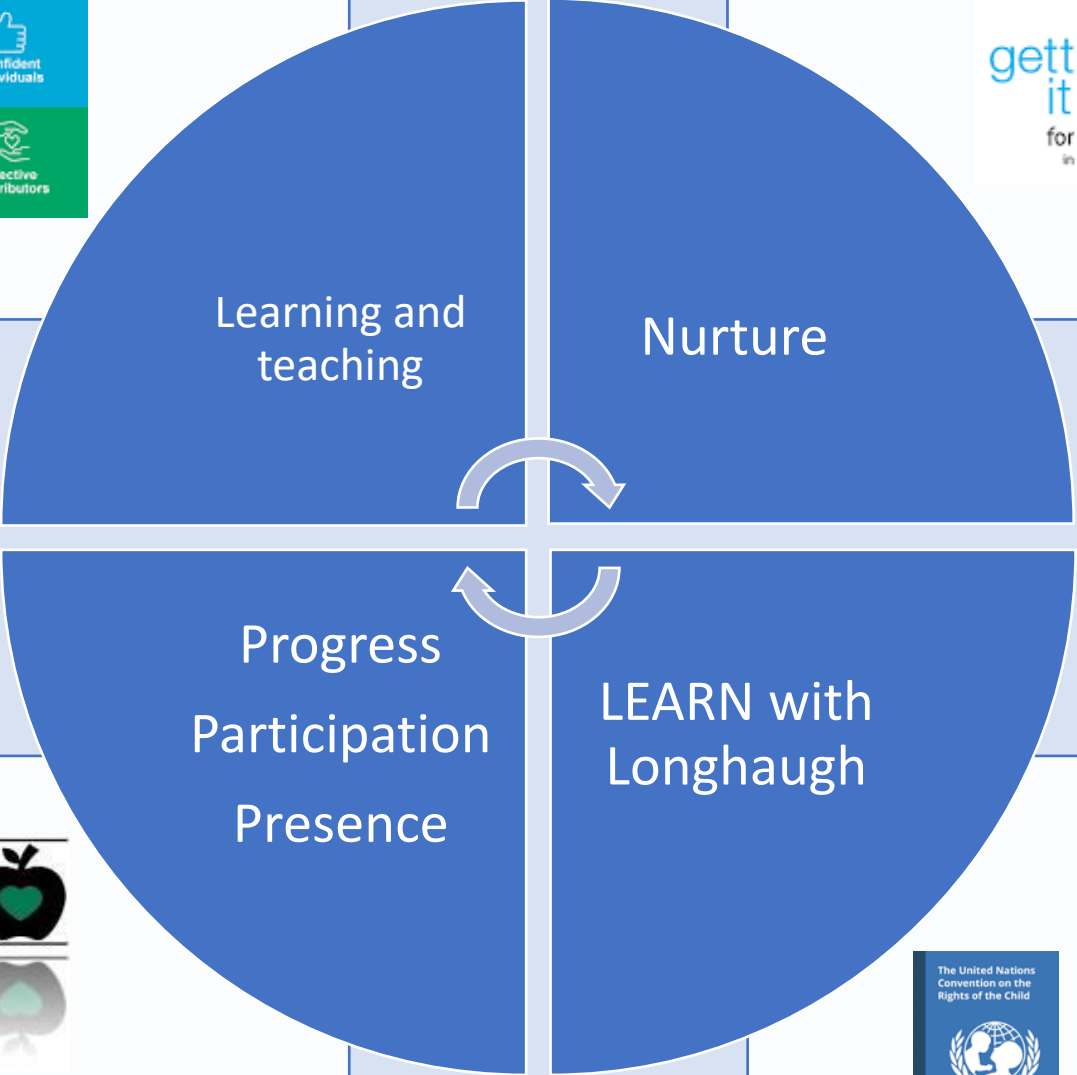 Learning and
teaching
Nurture
Progress
Participation
Presence
LEARN with
Longhaugh
gett
it
for
in
nfident
viduals
ective
ributors
The United Nations
Convention on the
Rights of the Child